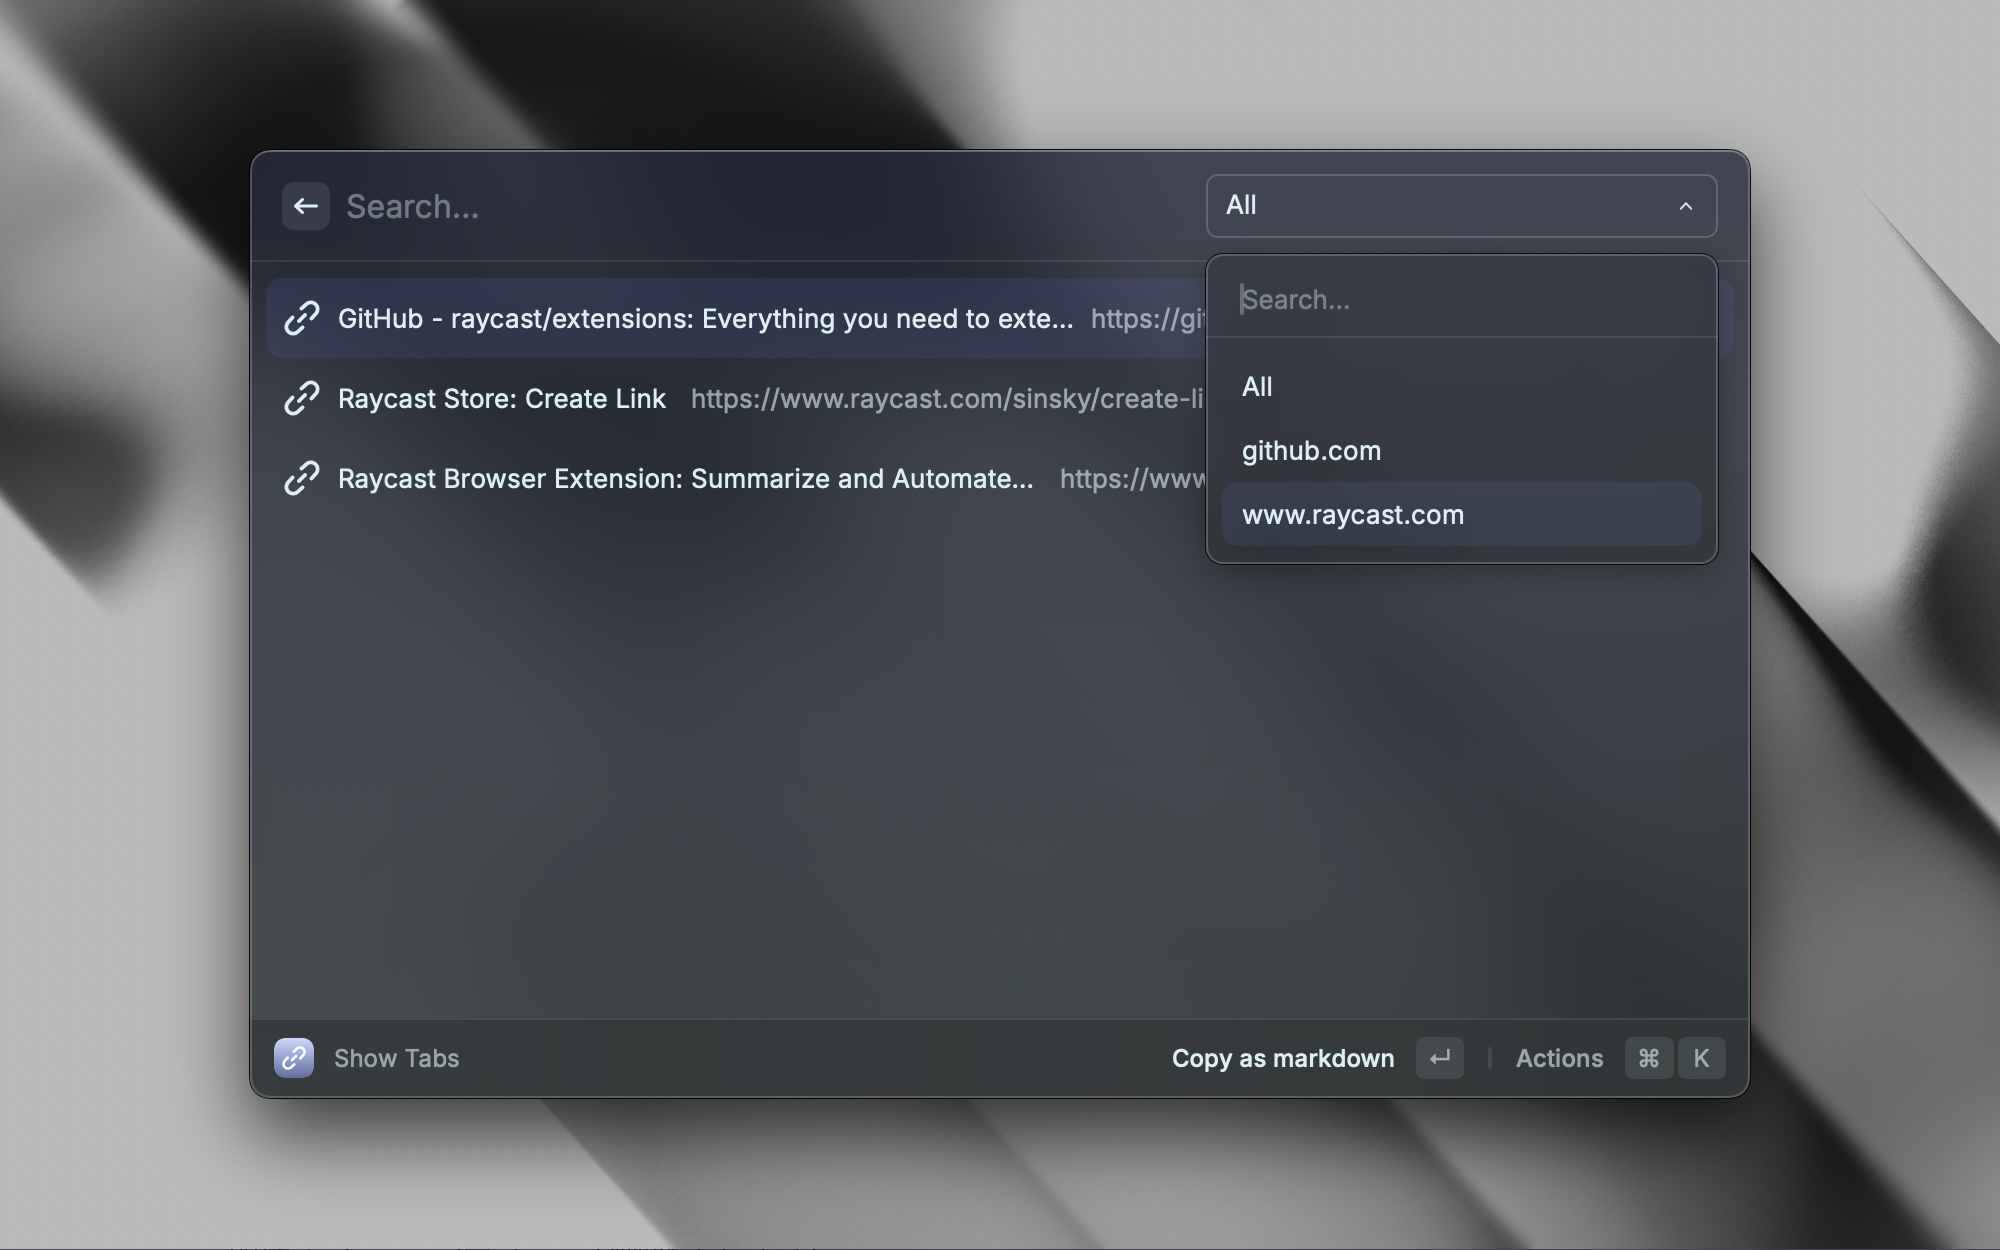 Search...
All
GitHub - raycast/extensions: Everything you need to exte... https://git
Raycast Store: Create Link https://www.raycast.com/sinsky/create-li
Raycast Browser Extension: Summarize and Automate... https://www
Search...
All
github.com
www.raycast.com
Show Tabs
Copy as markdown ↵ | Actions ⌘ K